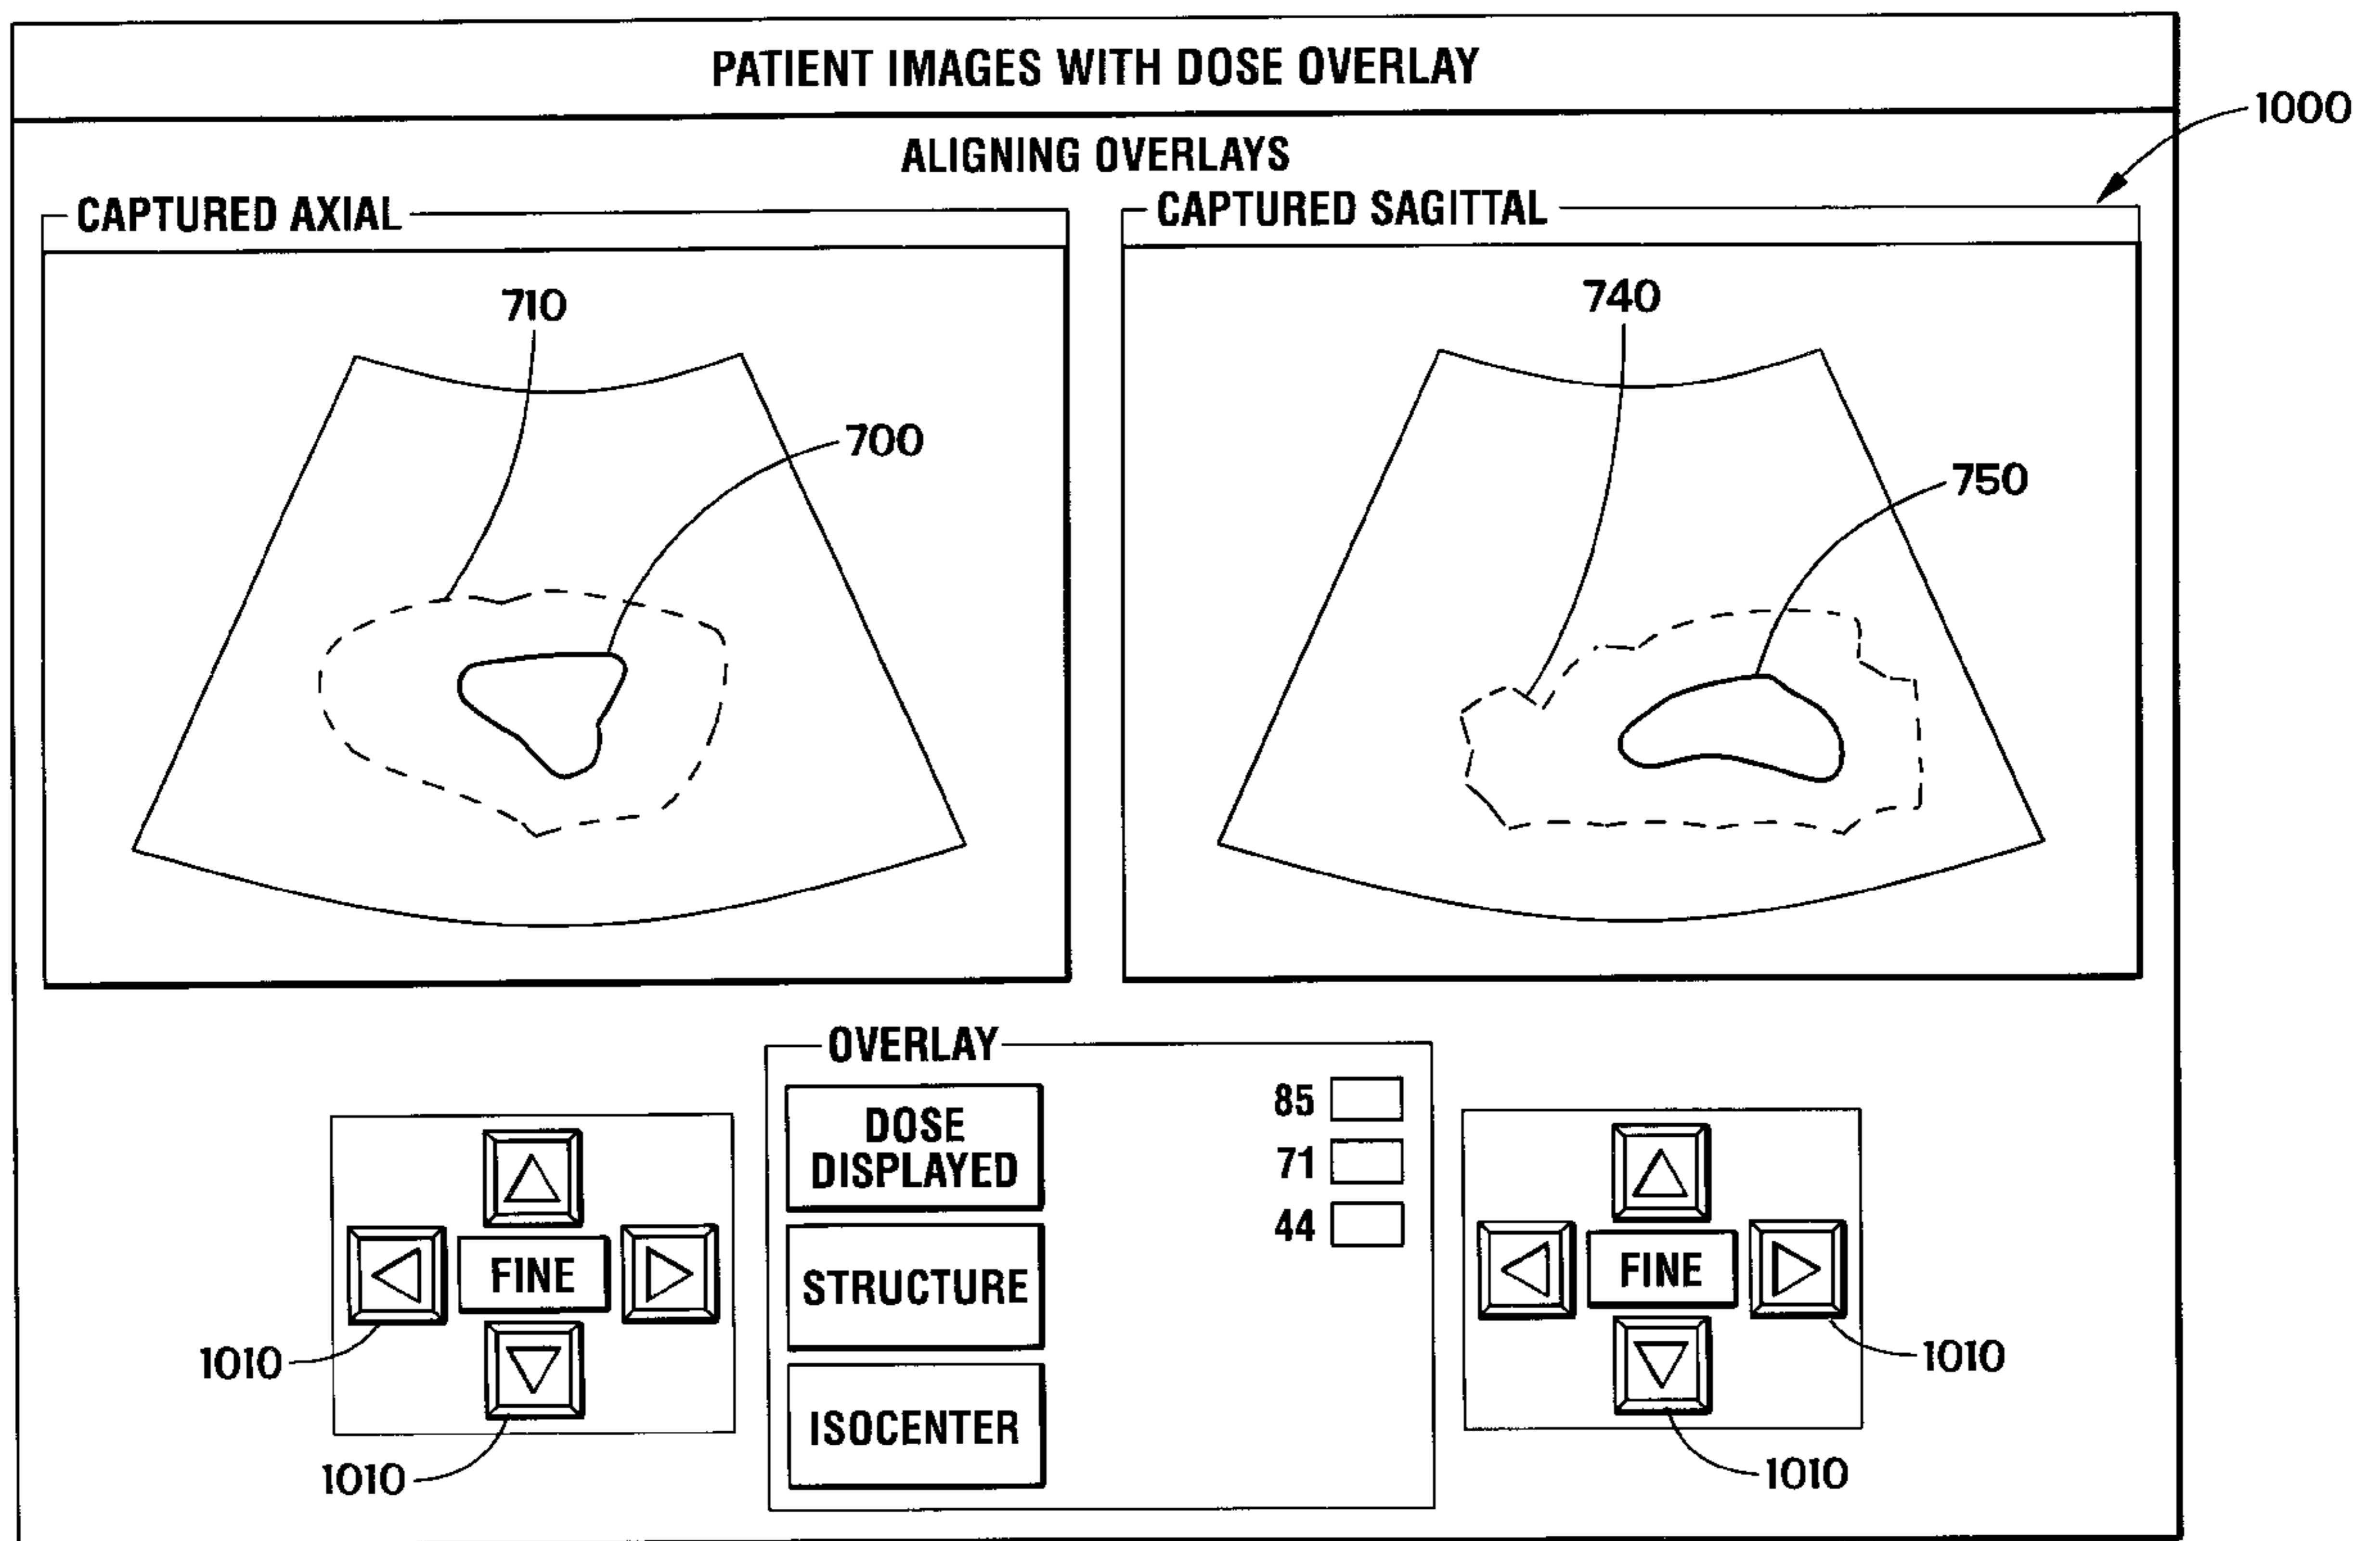 PATIENT IMAGES WITH DOSE OVERLAY
1000
ALIGNING OVERLAYS
CAPTURED AXIAL
CAPTURED SAGITTAL
710
700
740
750
OVERLAY
DOSE
DISPLAYED
85
71
44
STRUCTURE
ISOCENTER
FINE
1010
1010
FINE
1010
1010